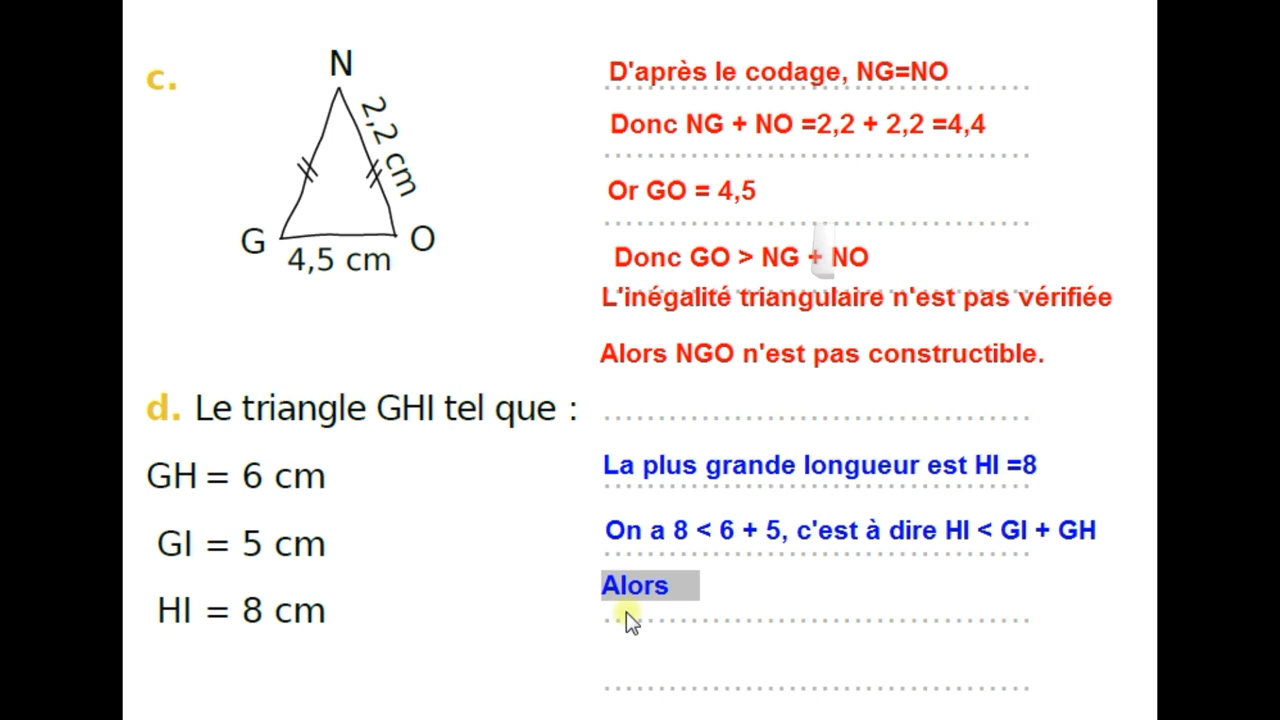 c.
N
2,2 cm
G
O
4,5 cm
D'après le codage, NG=NO
Donc NG + NO =2,2 + 2,2 =4,4
Or GO = 4,5
Donc GO > NG + NO
L'inégalité triangulaire n'est pas vérifiée
Alors NGO n'est pas constructible.
d. Le triangle GHI tel que :
GH = 6 cm
GI = 5 cm
HI = 8 cm
La plus grande longueur est HI =8
On a 8 < 6 + 5, c'est à dire HI < GI + GH
Alors